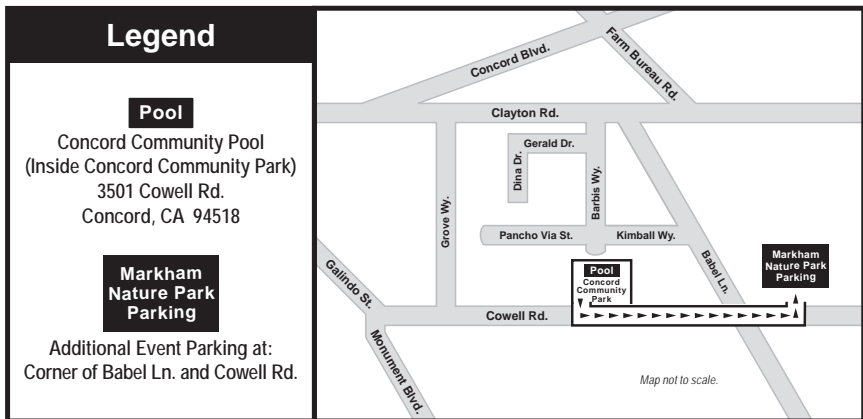 Legend
Pool
Concord Community Pool
(Inside Concord Community Park)
3501 Cowell Rd.
Concord, CA 94518
Markham
Nature Park
Parking
Additional Event Parking at:
Corner of Babel Ln. and Cowell Rd.
Concord Blvd.
Farm Bureau Rd.
Clayton Rd.
Gerald Dr.
Dina Dr.
Barbis Wy.
Grove Wy.
Pancho Via St.
Kimball Wy.
Babel Ln.
Galindo St.
Markham
Nature Park
Parking
Pool
Concord
Community
Park
Cowell Rd.
Monument Blvd.
Map not to scale.